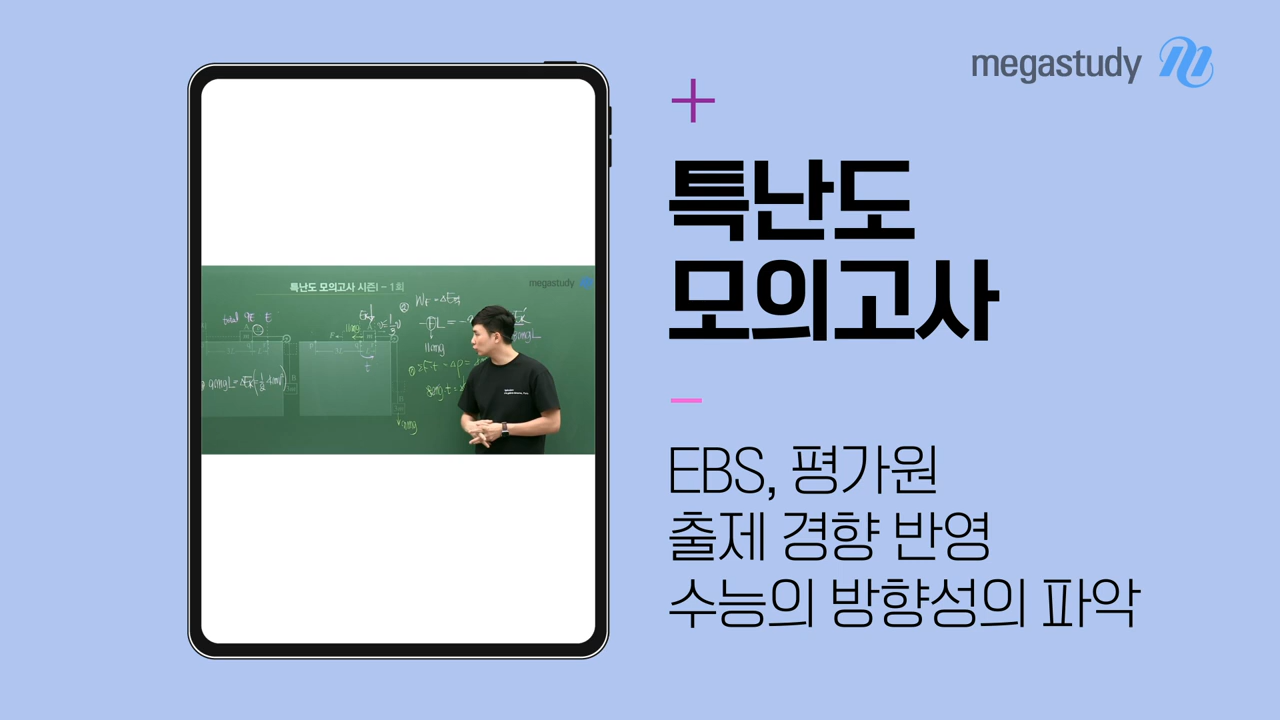 megastudy
특난도
모의고사
EBS, 평가원
출제 경향 반영
수능의 방향성의 파악
특난도 모의고사 시즌I - 1회
megastudy
total